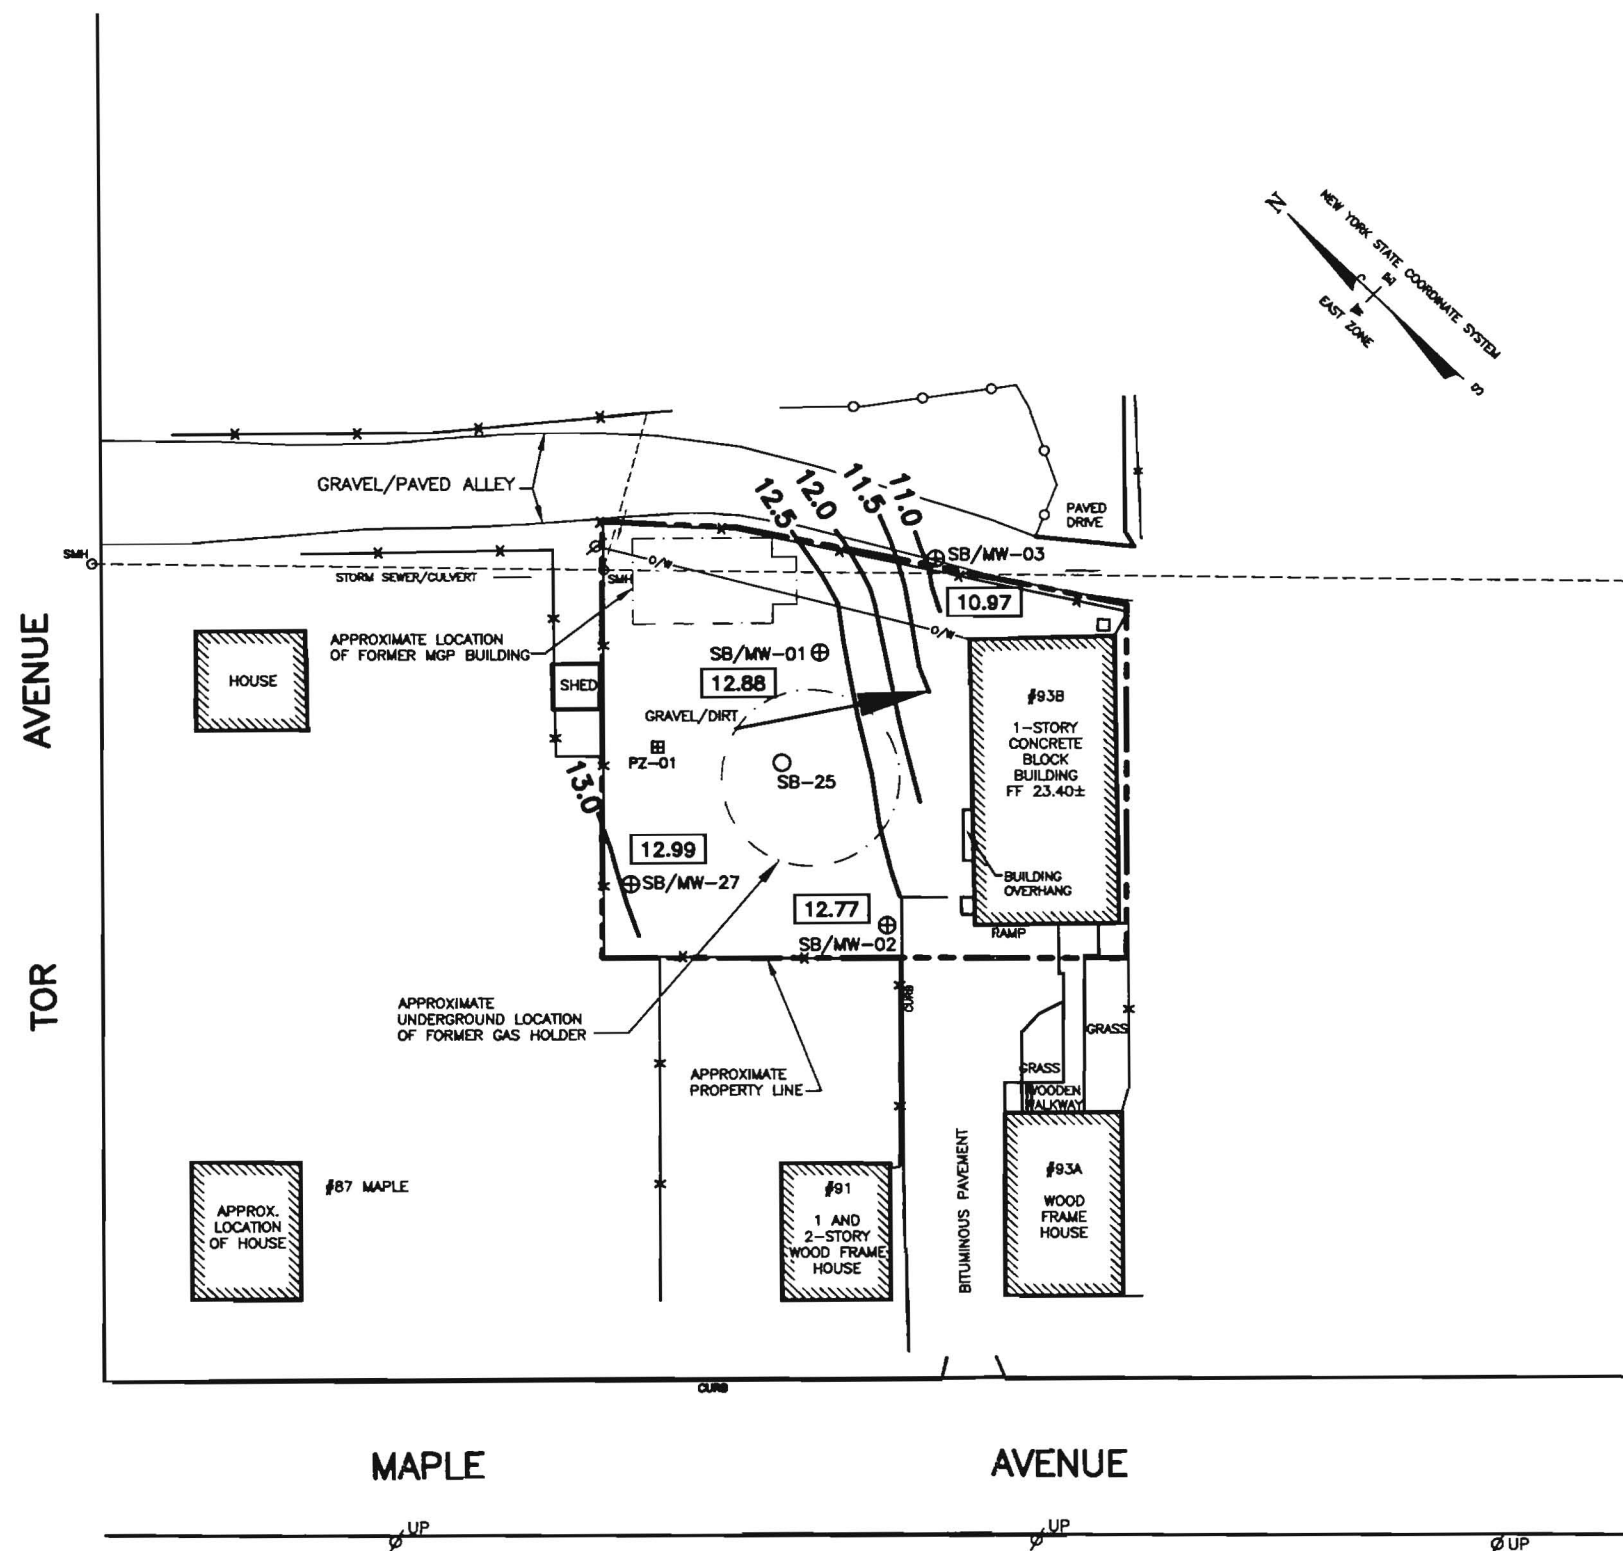 N
NEW YORK STATE COORDINATE SYSTEM
E
W
EAST ZONE
S
GRAVEL/PAVED ALLEY
12.5
12.0
11.5
11.0
PAVED
DRIVE
SMH
STORM SEWER/CULVERT
SMH
O/W
SB/MW-03
10.97
O/W
AVENUE
TOR
HOUSE
APPROXIMATE LOCATION
OF FORMER MGP BUILDING
SHED
SB/MW-01
12.88
GRAVEL/DIRT
PZ-01
SB-25
13.0
#93B
1-STORY
CONCRETE
BLOCK
BUILDING
FF 23.40±
12.99
SB/MW-27
12.77
SB/MW-02
BUILDING
OVERHANG
RAMP
APPROXIMATE
UNDERGROUND LOCATION
OF FORMER GAS HOLDER
APPROXIMATE
PROPERTY LINE
CURB
GRASS
GRASS
WOODEN
WALKWAY
BITUMINOUS PAVEMENT
APPROX.
LOCATION
OF HOUSE
#87 MAPLE
#91
1 AND
2-STORY
WOOD FRAME
HOUSE
#93A
WOOD
FRAME
HOUSE
CURB
MAPLE AVENUE
UP
UP
UP